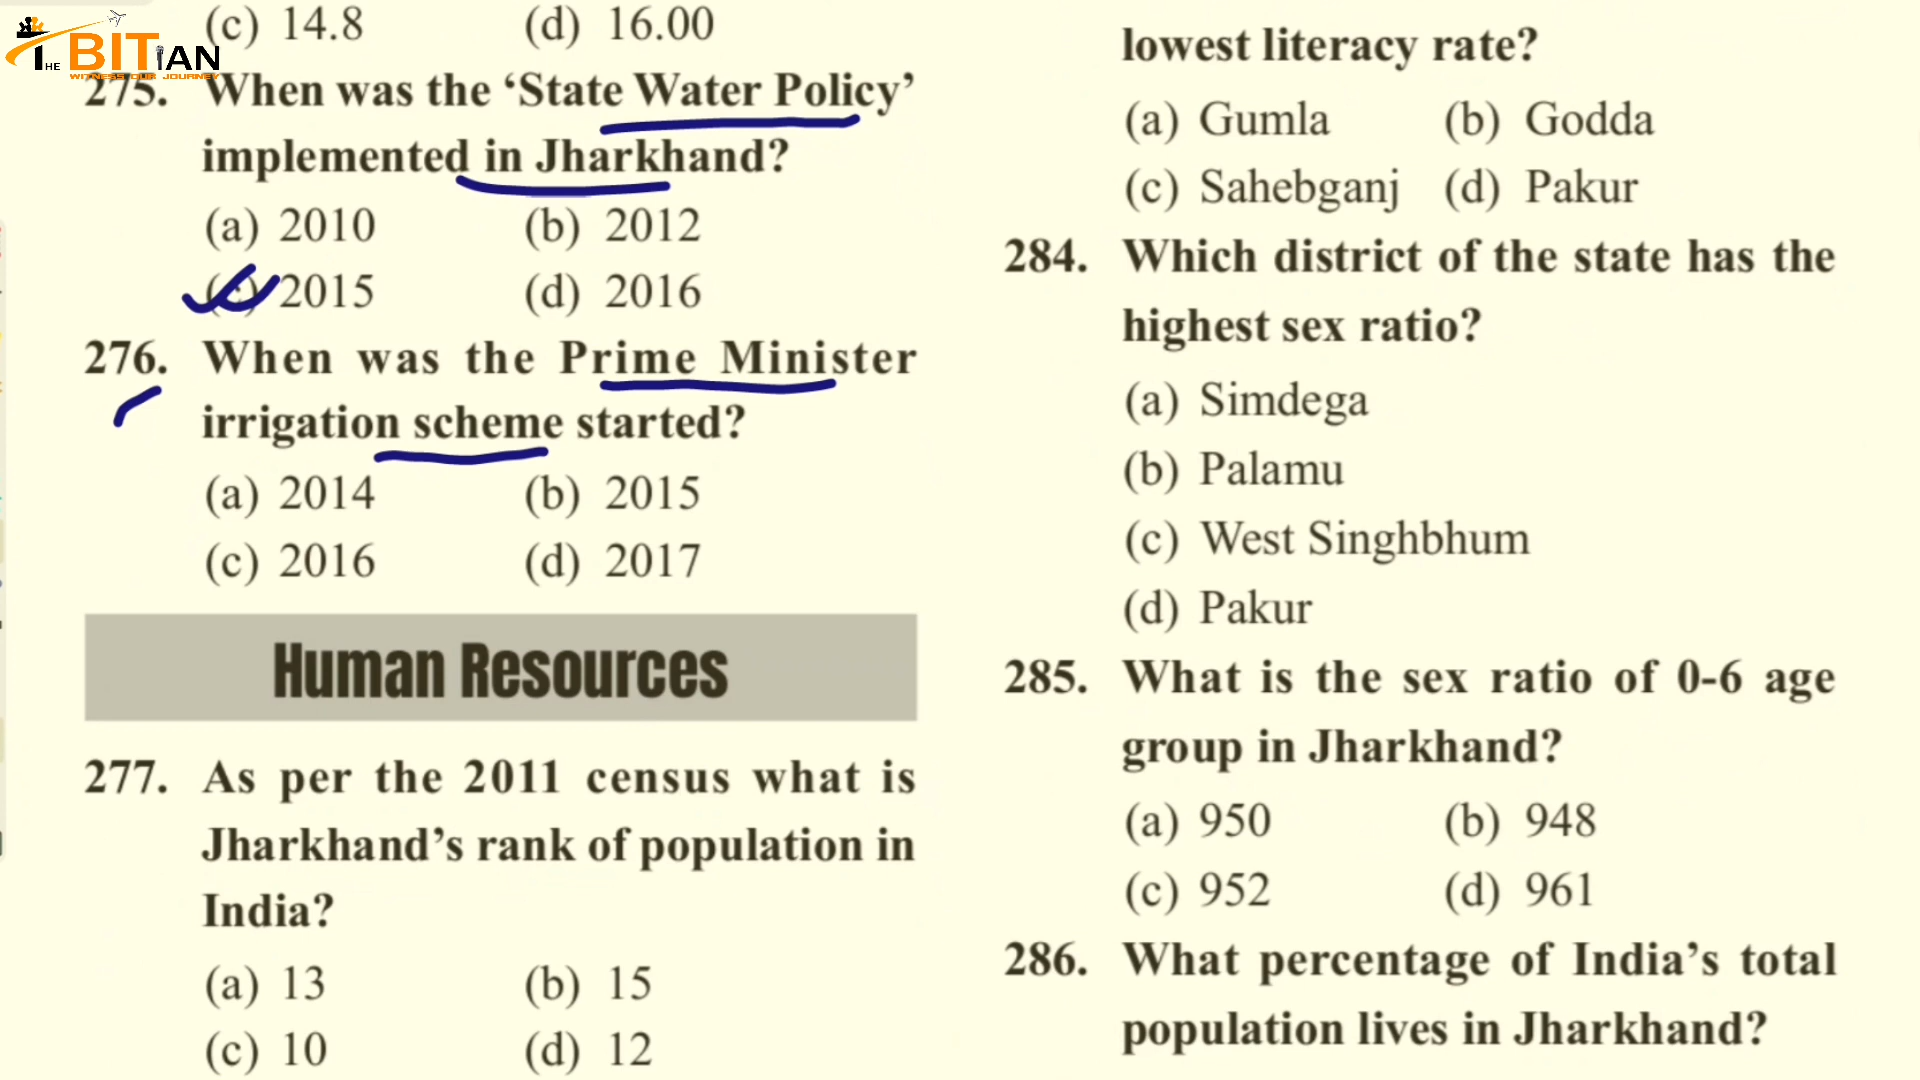 THE BITIAN
WITNESS OUR JOURNEY
(c) 14.8 (d) 16.00
275. When was the ‘State Water Policy’
implemented in Jharkhand?
(a) 2010 (b) 2012
(c) 2015 (d) 2016
276. When was the Prime Minister
irrigation scheme started?
(a) 2014 (b) 2015
(c) 2016 (d) 2017
Human Resources
277. As per the 2011 census what is
Jharkhand’s rank of population in
India?
(a) 13 (b) 15
(c) 10 (d) 12
lowest literacy rate?
(a) Gumla (b) Godda
(c) Sahebganj (d) Pakur
284. Which district of the state has the
highest sex ratio?
(a) Simdega
(b) Palamu
(c) West Singhbhum
(d) Pakur
285. What is the sex ratio of 0-6 age
group in Jharkhand?
(a) 950 (b) 948
(c) 952 (d) 961
286. What percentage of India’s total
population lives in Jharkhand?